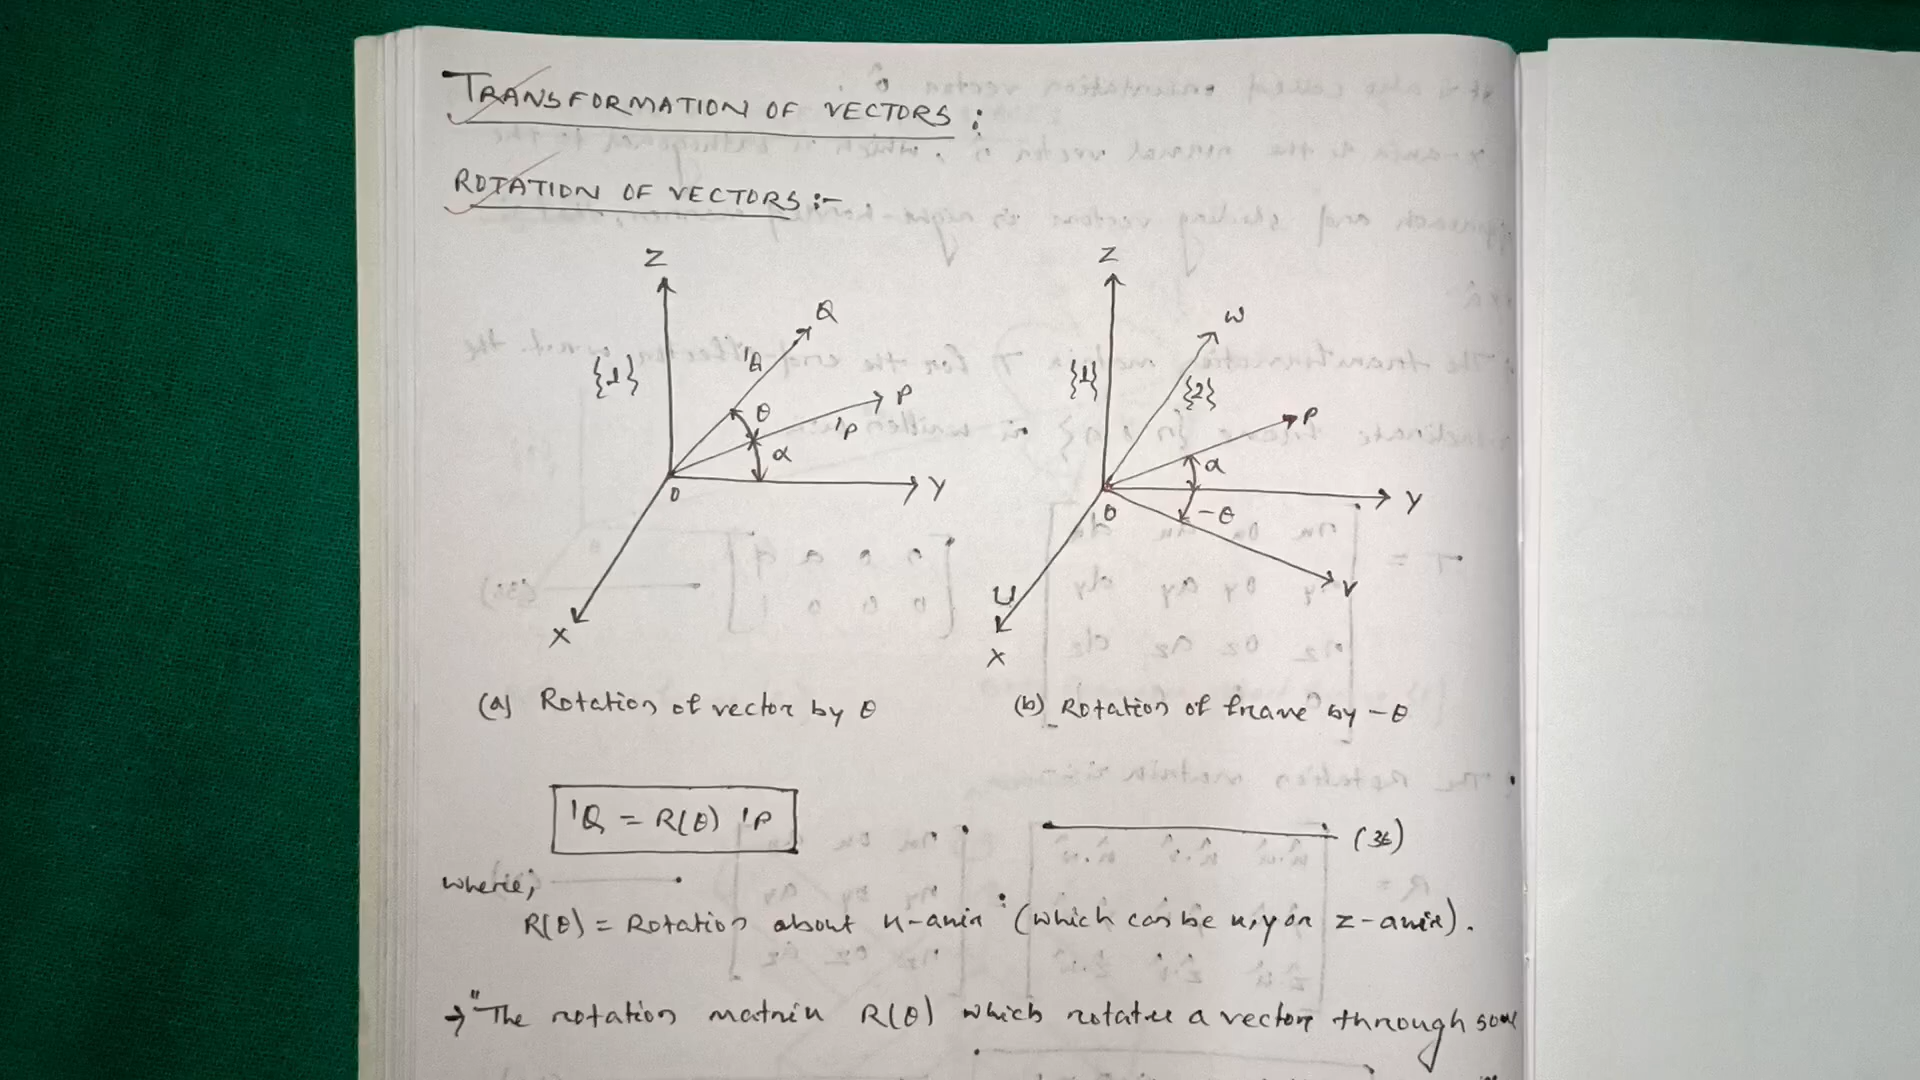 TRANSFORMATION OF VECTORS :
ROTATION OF VECTORS :-
Z
Q
{1}
¹Q
θ
P
¹P
α
O
Y
X
Z
W
{1}
{2}
P
α
O
Y
-θ
V
U
X
(a) Rotation of vector by θ
(b) Rotation of frame by -θ
¹Q = R(θ) ¹P
(36)
where;
R(θ) = Rotation about x-axis (which can be x, y or z-axis).
→ "The rotation matrix R(θ) which rotates a vector through some